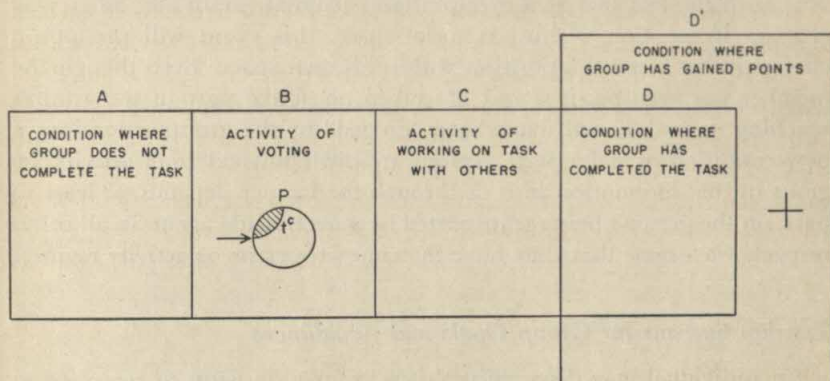 D'
CONDITION WHERE
GROUP HAS GAINED POINTS
A
B
C
D
CONDITION WHERE
GROUP DOES NOT
COMPLETE THE TASK
ACTIVITY OF
VOTING
ACTIVITY OF
WORKING ON TASK
WITH OTHERS
CONDITION WHERE
GROUP HAS
COMPLETED THE TASK
P
t^c
+